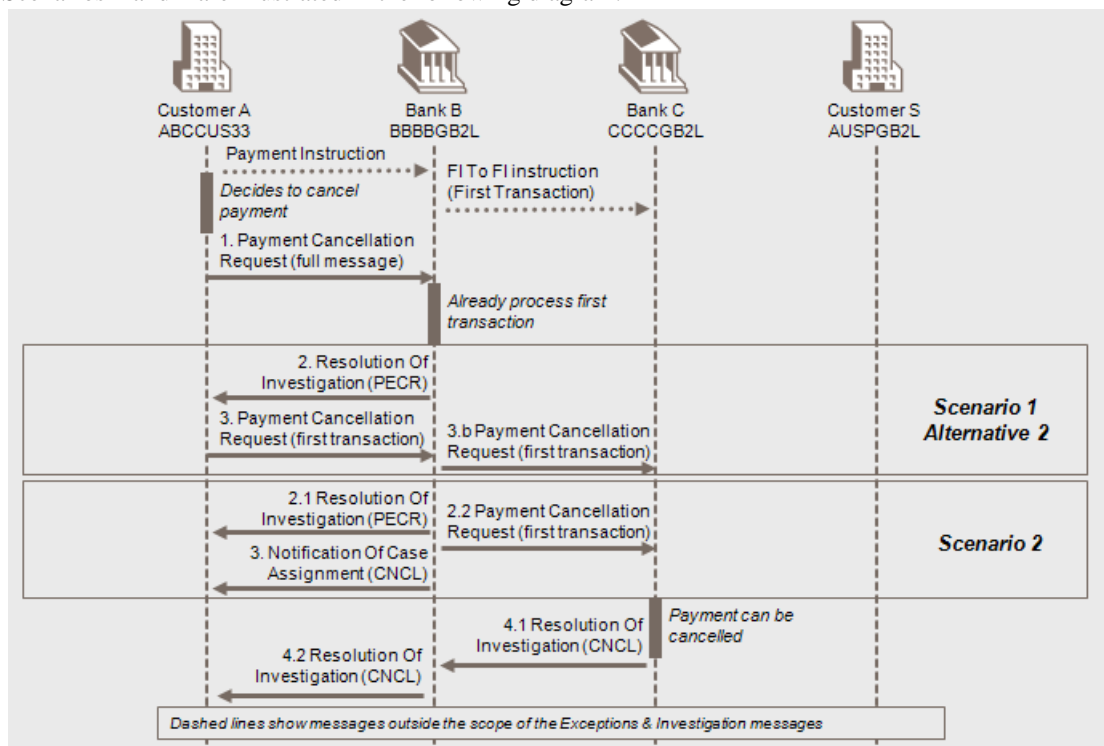 Customer A
ABCCUS33
Bank B
BBBBGB2L
Bank C
CCCCGB2L
Customer S
AUSPGB2L
Payment Instruction
Decides to cancel
payment
FI To FI instruction
(First Transaction)
1. Payment Cancellation
Request (full message)
Already process first
transaction
2. Resolution Of
Investigation (PECR)
3. Payment Cancellation
Request (first transaction)
3.b Payment Cancellation
Request (first transaction)
Scenario 1
Alternative 2
2.1 Resolution Of
Investigation (PECR)
2.2 Payment Cancellation
Request (first transaction)
3. Notification Of Case
Assignment (CNCL)
Scenario 2
Payment can be
cancelled
4.1 Resolution Of
Investigation (CNCL)
4.2 Resolution Of
Investigation (CNCL)
Dashed lines show messages outside the scope of the Exceptions & Investigation messages